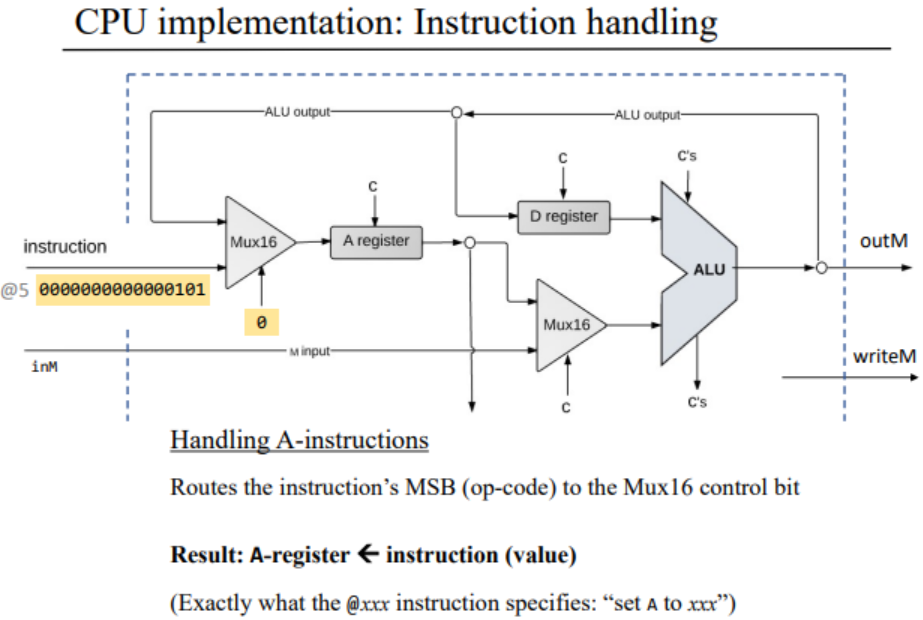 CPU implementation: Instruction handling
ALU output
ALU output
C
C's
C
D register
instruction
Mux16
A register
ALU
outM
@5 0000000000000101
0
Mux16
M input
inM
writeM
C
C's
Handling A-instructions
Routes the instruction’s MSB (op-code) to the Mux16 control bit
Result: A-register ← instruction (value)
(Exactly what the @xxx instruction specifies: “set A to xxx”)